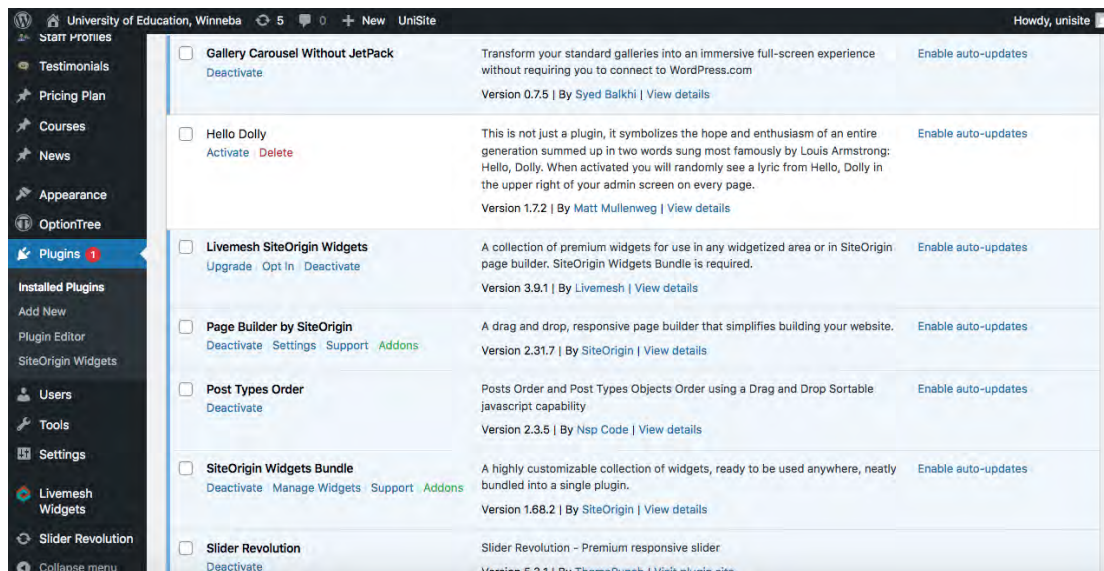 University of Education, Winneba 5 0 New UniSite Howdy, unisite
Staff Profiles
Testimonials
Pricing Plan
Courses
News
Appearance
OptionTree
Plugins 1
Installed Plugins
Add New
Plugin Editor
SiteOrigin Widgets
Users
Tools
Settings
Livemesh
Widgets
Slider Revolution
Collapse menu
Gallery Carousel Without JetPack
Deactivate
Transform your standard galleries into an immersive full-screen experience
without requiring you to connect to WordPress.com
Version 0.7.5 | By Syed Balkhi | View details
Enable auto-updates
Hello Dolly
Activate | Delete
This is not just a plugin, it symbolizes the hope and enthusiasm of an entire
generation summed up in two words sung most famously by Louis Armstrong:
Hello, Dolly. When activated you will randomly see a lyric from Hello, Dolly in
the upper right of your admin screen on every page.
Version 1.7.2 | By Matt Mullenweg | View details
Enable auto-updates
Livemesh SiteOrigin Widgets
Upgrade | Opt In | Deactivate
A collection of premium widgets for use in any widgetized area or in SiteOrigin
page builder. SiteOrigin Widgets Bundle is required.
Version 3.9.1 | By Livemesh | View details
Enable auto-updates
Page Builder by SiteOrigin
Deactivate | Settings | Support | Addons
A drag and drop, responsive page builder that simplifies building your website.
Version 2.31.7 | By SiteOrigin | View details
Enable auto-updates
Post Types Order
Deactivate
Posts Order and Post Types Objects Order using a Drag and Drop Sortable
javascript capability
Version 2.3.5 | By Nsp Code | View details
Enable auto-updates
SiteOrigin Widgets Bundle
Deactivate | Manage Widgets | Support | Addons
A highly customizable collection of widgets, ready to be used anywhere, neatly
bundled into a single plugin.
Version 1.68.2 | By SiteOrigin | View details
Enable auto-updates
Slider Revolution
Deactivate
Slider Revolution - Premium responsive slider